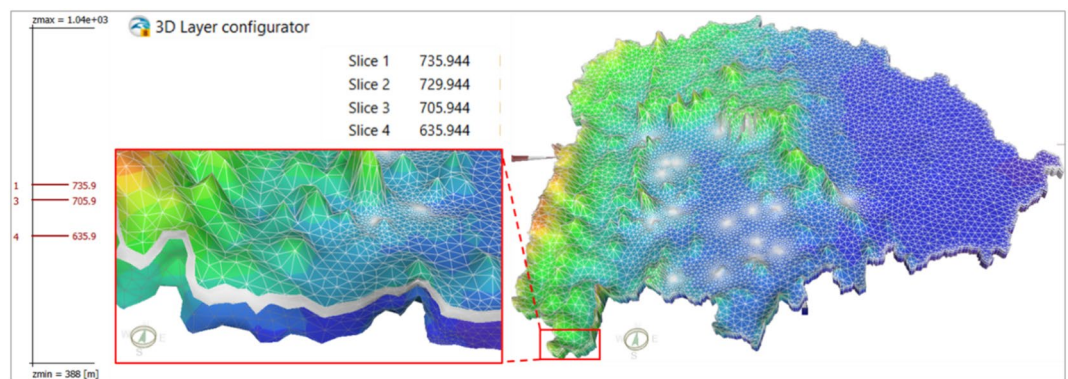 zmax = 1.04e+03
3D Layer configurator
Slice 1 735.944
Slice 2 729.944
Slice 3 705.944
Slice 4 635.944
1 735.9
3 705.9
4 635.9
W E
S
W E
S
zmin = 388 [m]